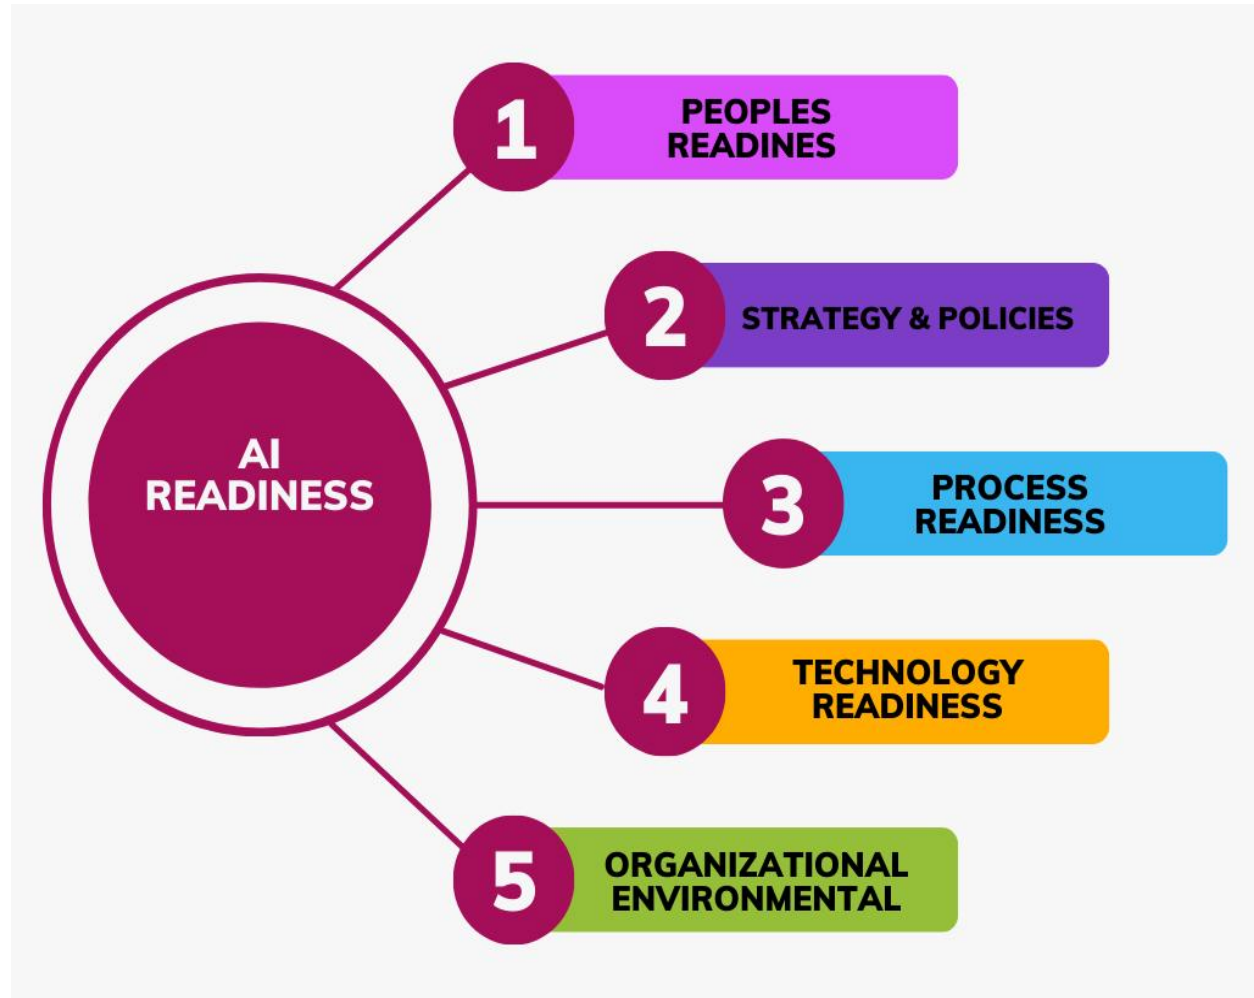 AI
READINESS
1
PEOPLES
READINES
2
STRATEGY & POLICIES
3
PROCESS
READINESS
4
TECHNOLOGY
READINESS
5
ORGANIZATIONAL
ENVIRONMENTAL